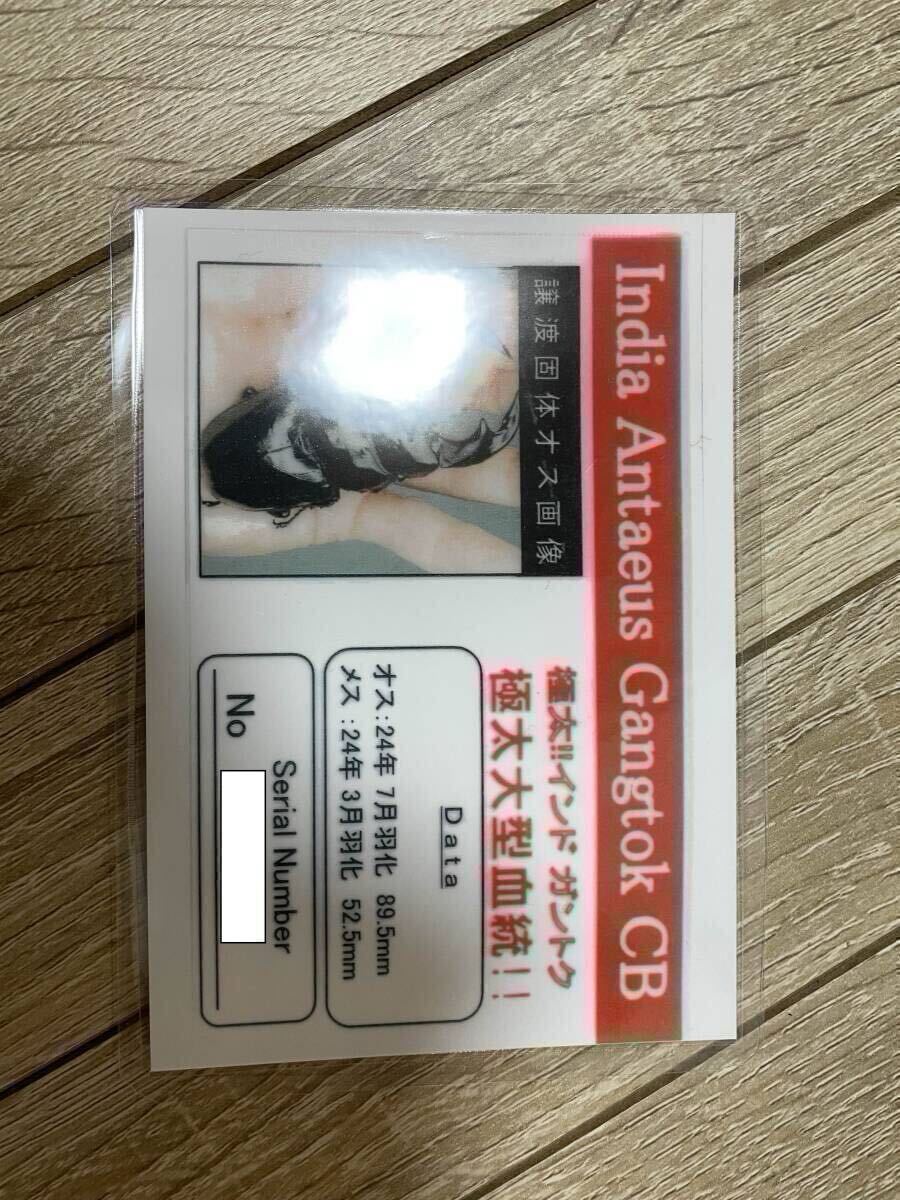 India Antaeus Gamgtok CB
譲渡固体オス画像
極太!!インド ガントク
極太大型血統!!
Data
オス:24年 7月羽化 89.5mm
メス:24年 3月羽化 52.5mm
Serial Number
No